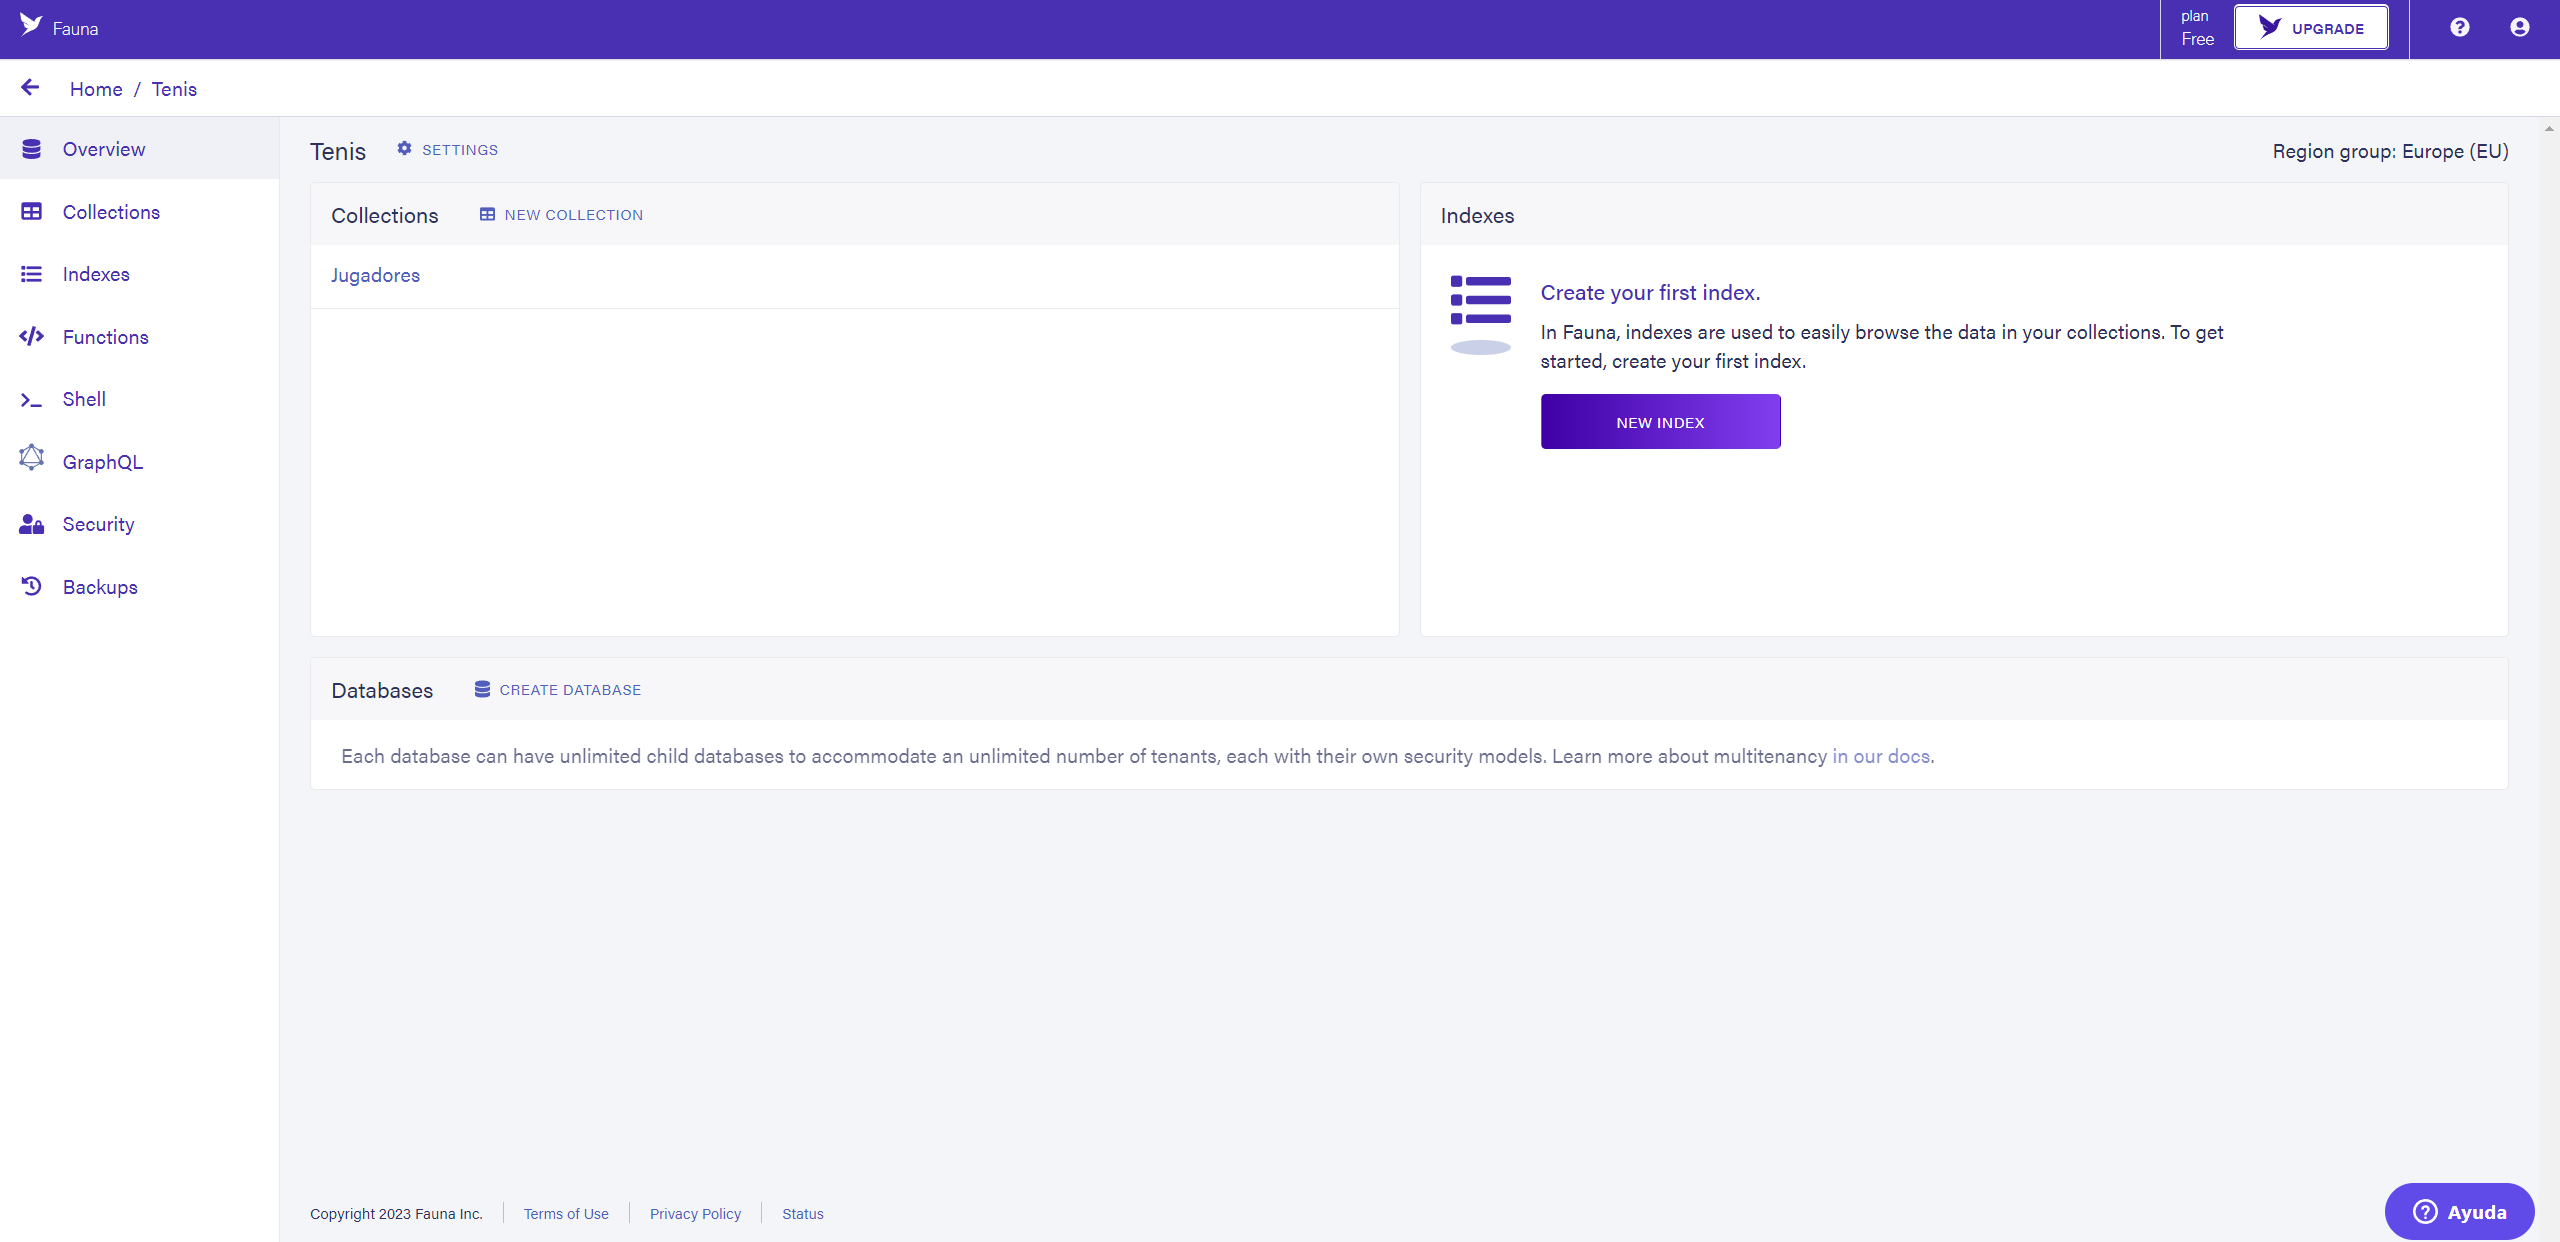 Fauna
plan
Free
UPGRADE
Home / Tenis
Overview
Collections
Indexes
Functions
Shell
GraphQL
Security
Backups
Tenis
SETTINGS
Region group: Europe (EU)
Collections
NEW COLLECTION
Jugadores
Indexes
Create your first index.
In Fauna, indexes are used to easily browse the data in your collections. To get
started, create your first index.
NEW INDEX
Databases
CREATE DATABASE
Each database can have unlimited child databases to accommodate an unlimited number of tenants, each with their own security models. Learn more about multitenancy in our docs.
Copyright 2023 Fauna Inc.
Terms of Use
Privacy Policy
Status
Ayuda